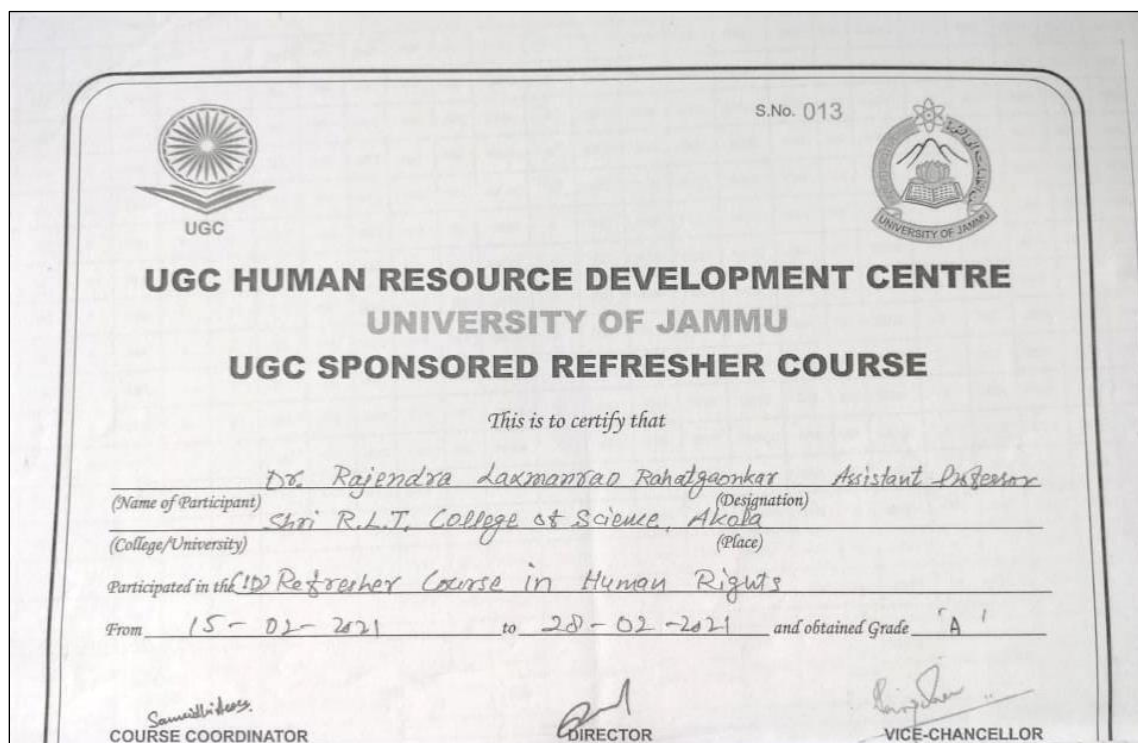 S.No. 013
UGC
UNIVERSITY OF JAMMU
UGC HUMAN RESOURCE DEVELOPMENT CENTRE
UNIVERSITY OF JAMMU
UGC SPONSORED REFRESHER COURSE
This is to certify that
Dr. Rajendra Laxmanrao Rahatgaonkar Assistant Professor
(Name of Participant) (Designation)
Shri R.L.T. College of Science, Akola
(College/University) (Place)
Participated in the (ID) Refresher Course in Human Rights
From 15-02-2021 to 28-02-2021 and obtained Grade 'A'
COURSE COORDINATOR DIRECTOR VICE-CHANCELLOR